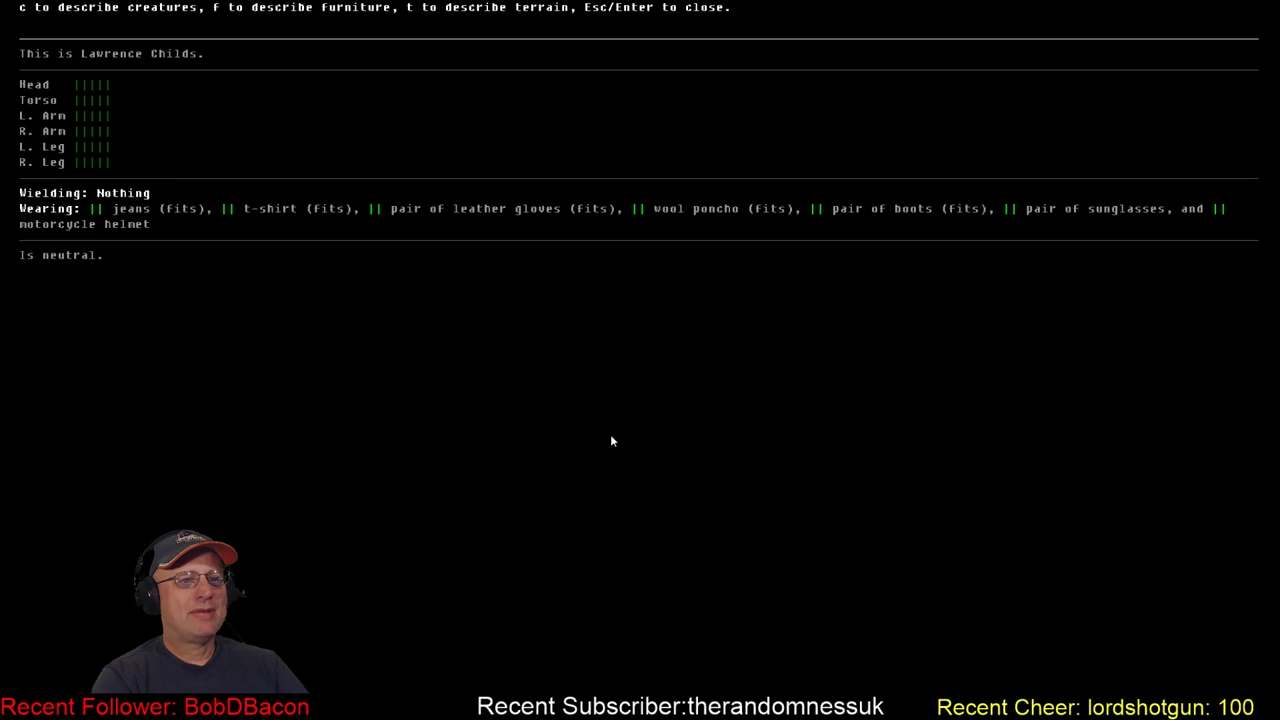 c to describe creatures, f to describe furniture, t to describe terrain, Esc/Enter to close.
This is Lawrence Childs.
Head |||||
Torso |||||
L. Arm |||||
R. Arm |||||
L. Leg |||||
R. Leg |||||
Wielding: Nothing
Wearing: || jeans (fits), || t-shirt (fits), || pair of leather gloves (fits), || wool poncho (fits), || pair of boots (fits), || pair of sunglasses, and ||
motorcycle helmet
Is neutral.
Recent Follower: BobDBacon
Recent Subscriber:therandomnessuk
Recent Cheer: lordshotgun: 100